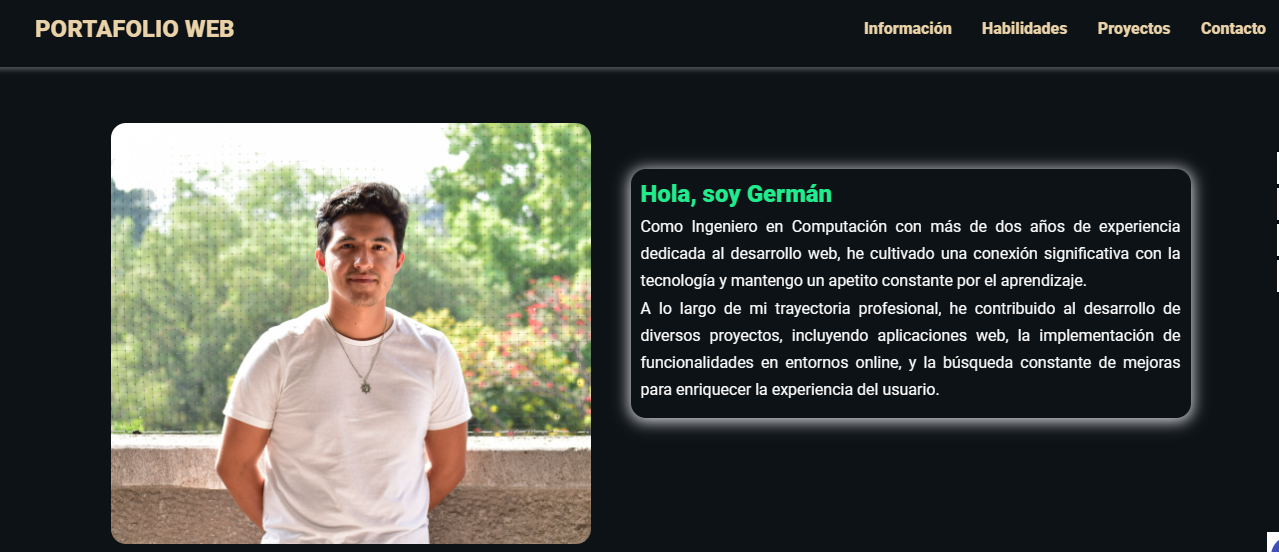 PORTAFOLIO WEB
Información
Habilidades
Proyectos
Contacto
Hola, soy Germán
Como Ingeniero en Computación con más de dos años de experiencia
dedicada al desarrollo web, he cultivado una conexión significativa con la
tecnología y mantengo un apetito constante por el aprendizaje.
A lo largo de mi trayectoria profesional, he contribuido al desarrollo de
diversos proyectos, incluyendo aplicaciones web, la implementación de
funcionalidades en entornos online, y la búsqueda constante de mejoras
para enriquecer la experiencia del usuario.